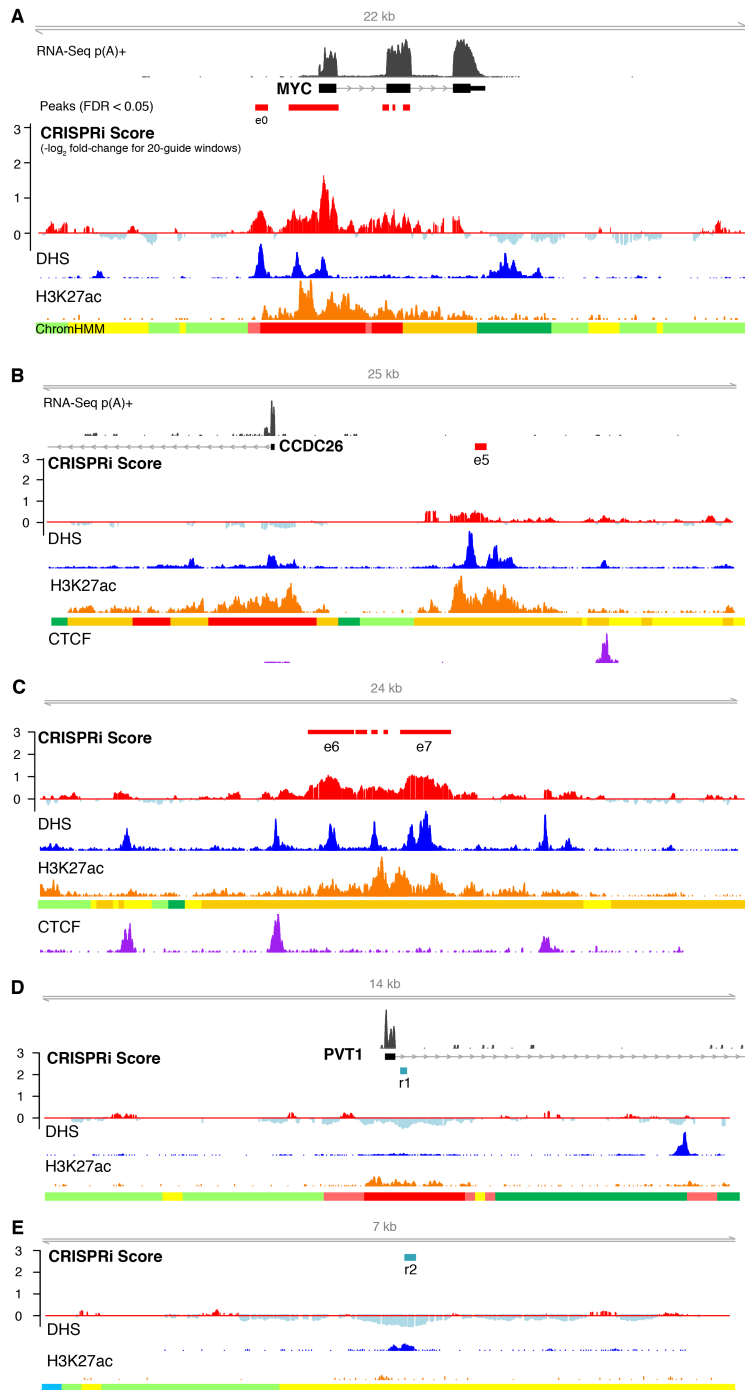 A
22 kb
RNA-Seq p(A)+
MYC
Peaks (FDR < 0.05)
e0
3
CRISPRi Score
(-log2 fold-change for 20-guide windows)
2
1
0
DHS
H3K27ac
ChromHMM
B
25 kb
RNA-Seq p(A)+
CCDC26
e5
3
CRISPRi Score
2
1
0
DHS
H3K27ac
CTCF
C
24 kb
3
CRISPRi Score
e6
e7
2
1
0
DHS
H3K27ac
CTCF
D
14 kb
PVT1
3
CRISPRi Score
r1
2
1
0
DHS
H3K27ac
E
7 kb
3
CRISPRi Score
r2
2
1
0
DHS
H3K27ac